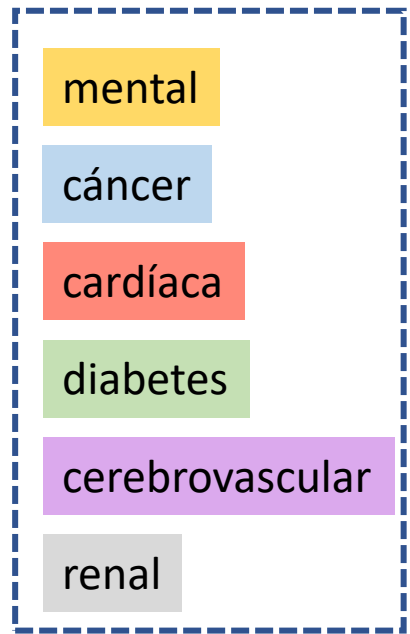 mental
cáncer
cardíaca
diabetes
cerebrovascular
renal